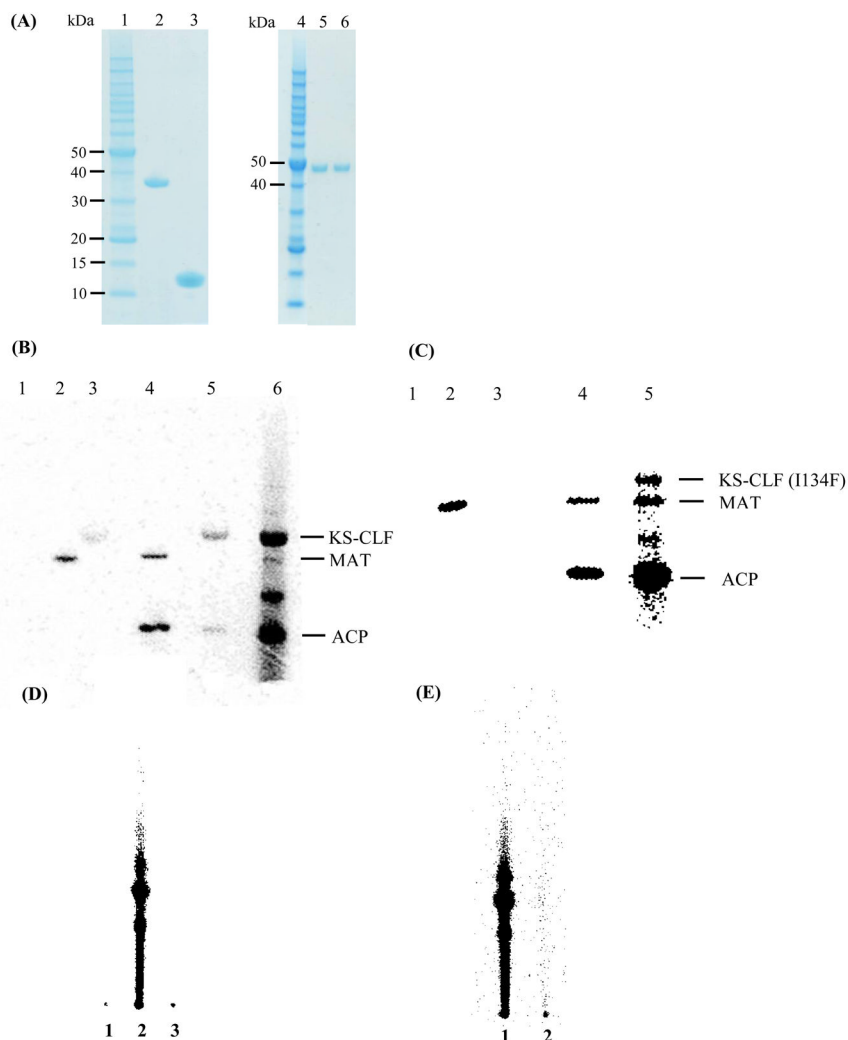 (A)
kDa 1 2 3
50
40
30
20
15
10
kDa 4 5 6
50
40
(B)
1 2 3 4 5 6
KS-CLF
MAT
ACP
(C)
1 2 3 4 5
KS-CLF (I134F)
MAT
ACP
(D)
1 2 3
(E)
1 2